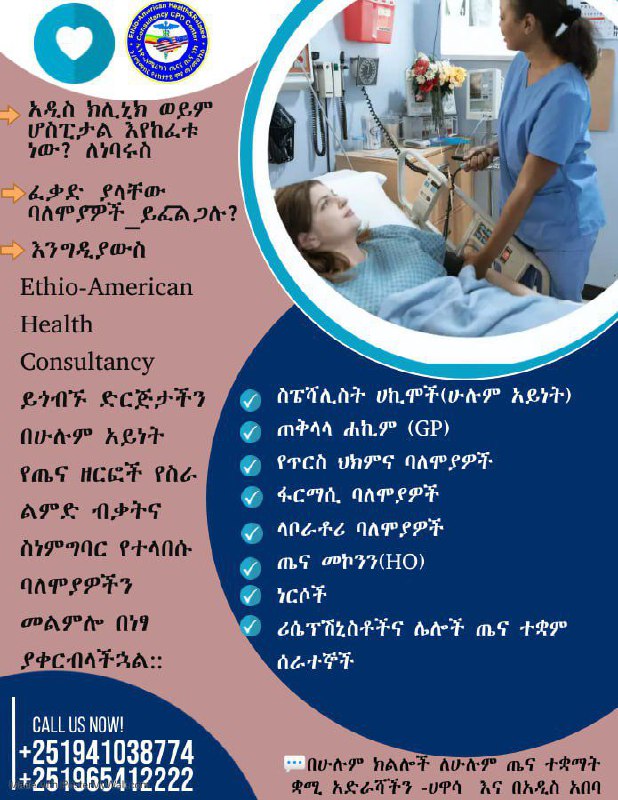 አዲስ ክሊኒክ ወይም
ሆስፒታል እየከፈቱ
ነው? ለነባሩስ
ፈቃድ ያላቸው
ባለሞያዎች_ይፈልጋሉ?
እንግዲያውስ
Ethio-American
Health
Consultancy
ይጎብኙ ድርጅታችን
በሁሉም አይነት
የጤና ዘርፎች የስራ
ልምድ ብቃትና
ስነምግባር የተላበሱ
ባለሞያዎችን
መልምሎ በነፃ
ያቀርብላችኋል::
ስፔሻሊስት ሀኪሞች(ሁሉም አይነት)
ጠቅላላ ሐኪም (GP)
የጥርስ ህክምና ባለሞያዎች
ፋርማሲ ባለሞያዎች
ላቦራቶሪ ባለሞያዎች
ጤና መኮንን(HO)
ነርሶች
ሪሴፕሽኒስቶችና ሌሎች ጤና ተቋም
ሰራተኞች
CALL US NOW!
+251941038774
+251965412222
በሁሉም ክልሎች ለሁሉም ጤና ተቋማት
ቋሚ አድራሻችን -ሀዋሳ እና በአዲስ አበባ